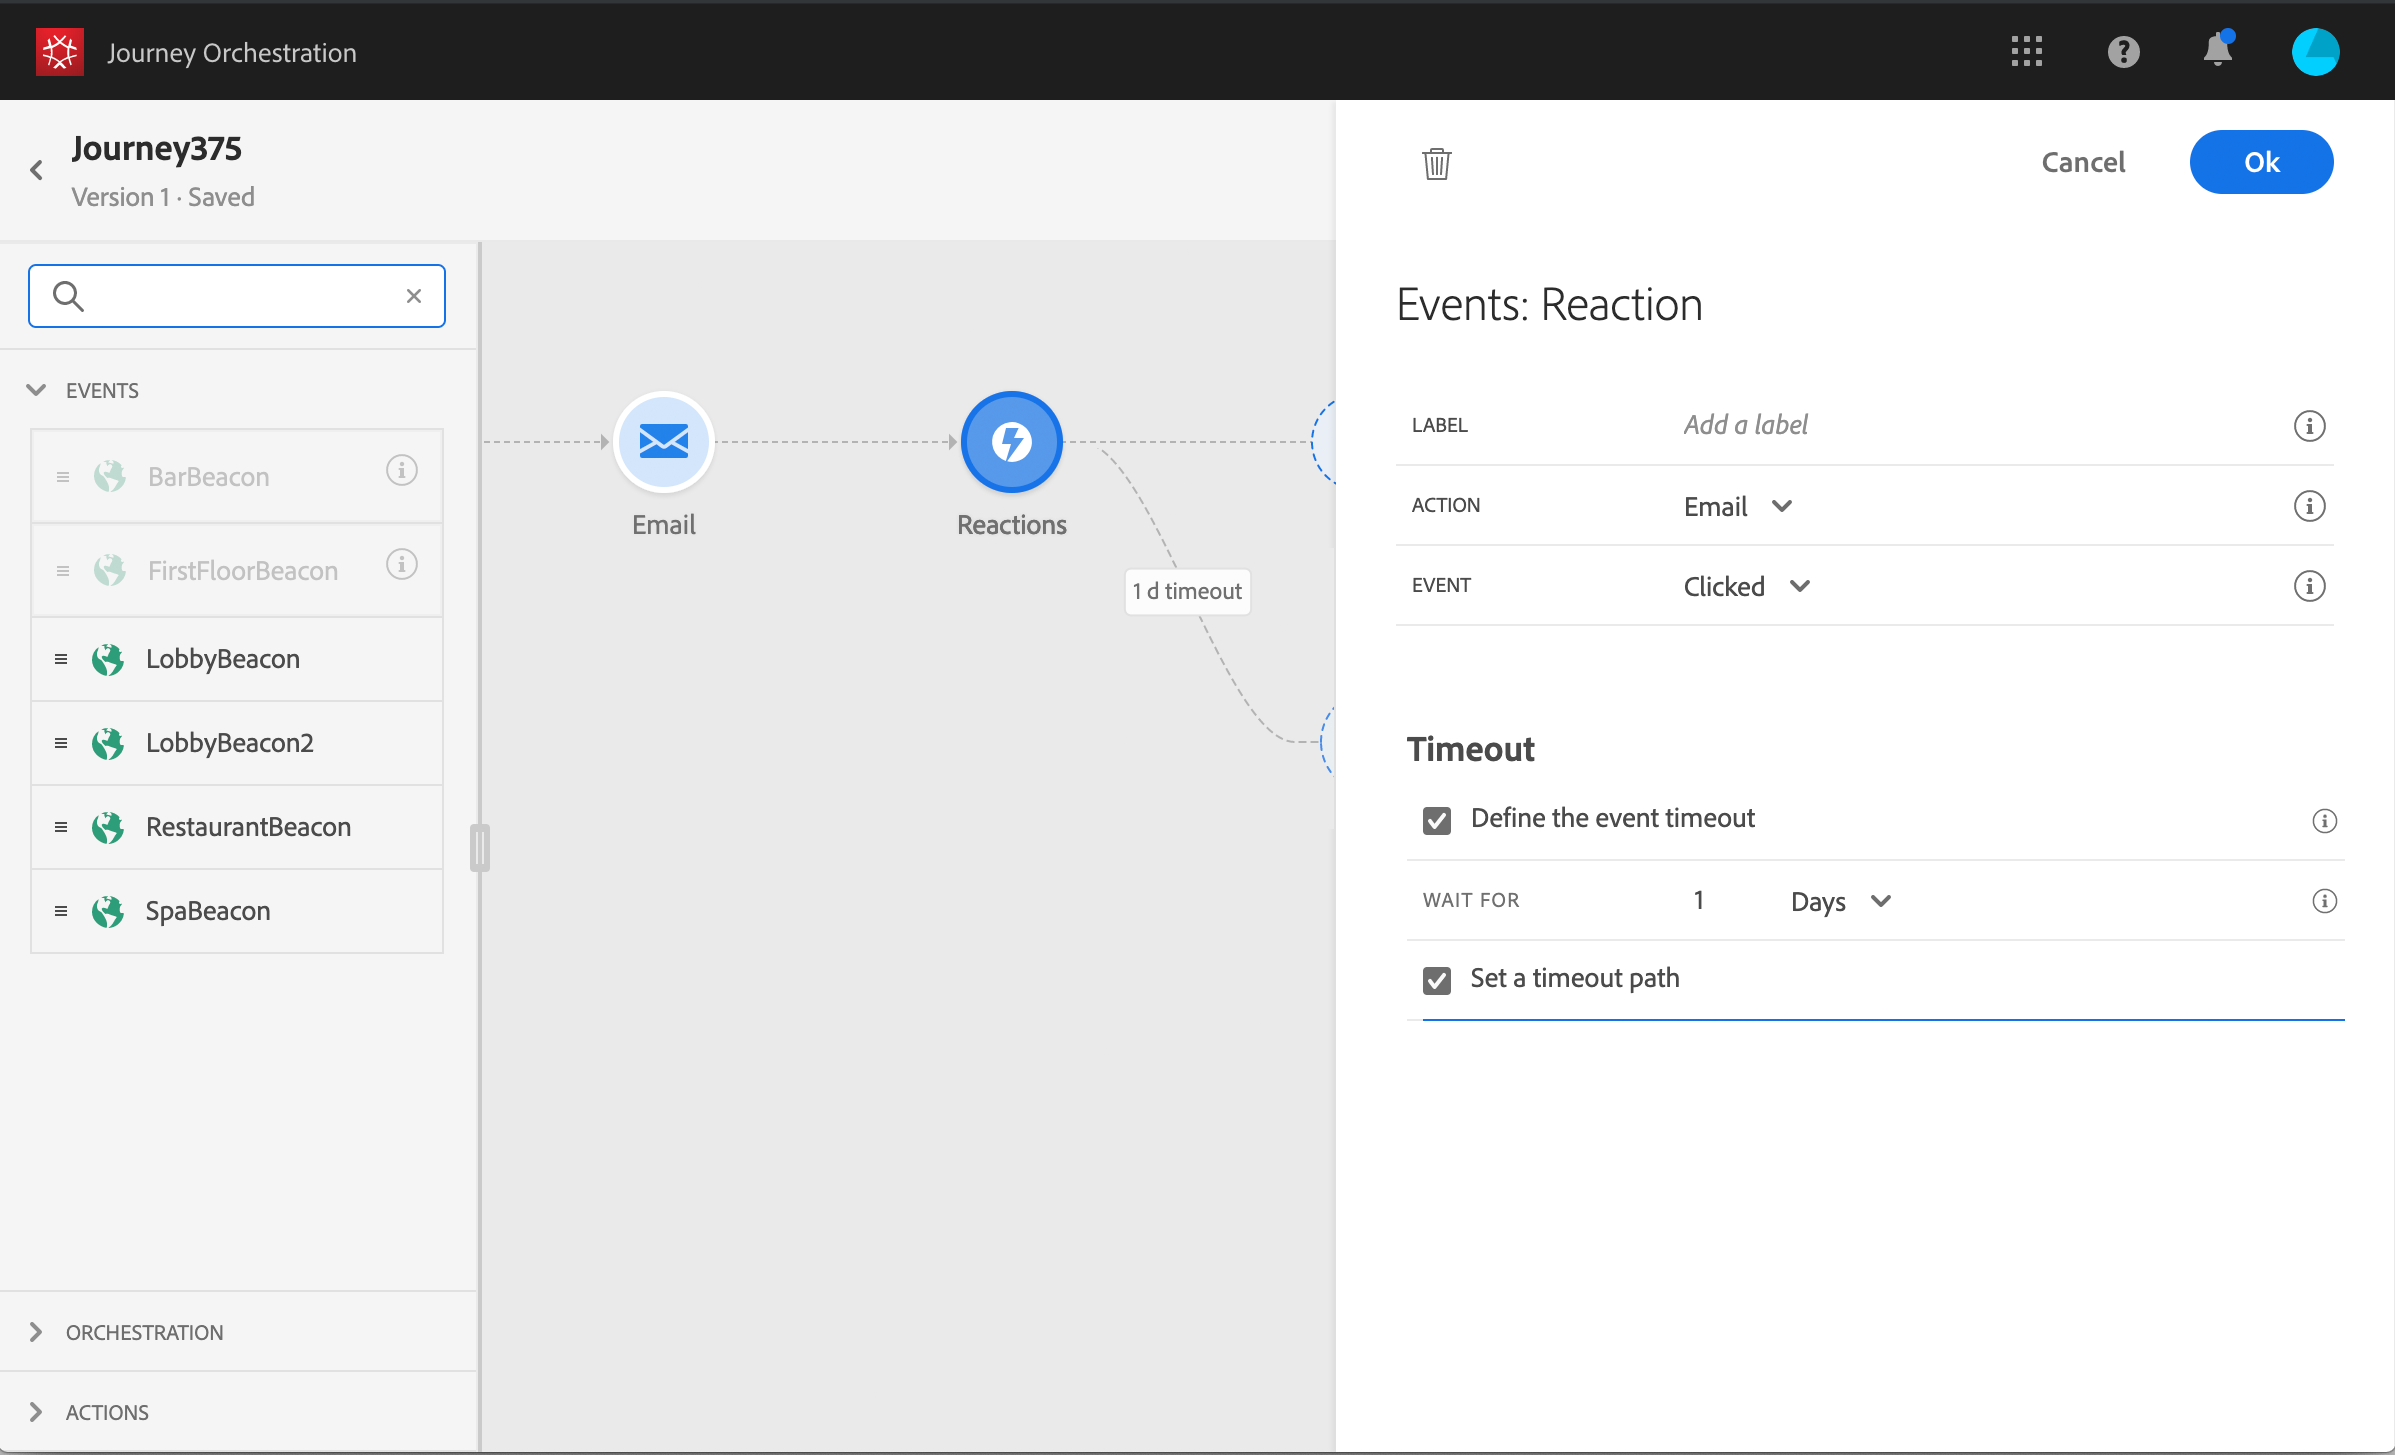 Journey Orchestration
Journey375
Version 1 · Saved
EVENTS
BarBeacon
FirstFloorBeacon
LobbyBeacon
LobbyBeacon2
RestaurantBeacon
SpaBeacon
ORCHESTRATION
ACTIONS
Email
Reactions
1 d timeout
Cancel
Ok
Events: Reaction
LABEL Add a label
ACTION Email
EVENT Clicked
Timeout
Define the event timeout
WAIT FOR 1 Days
Set a timeout path